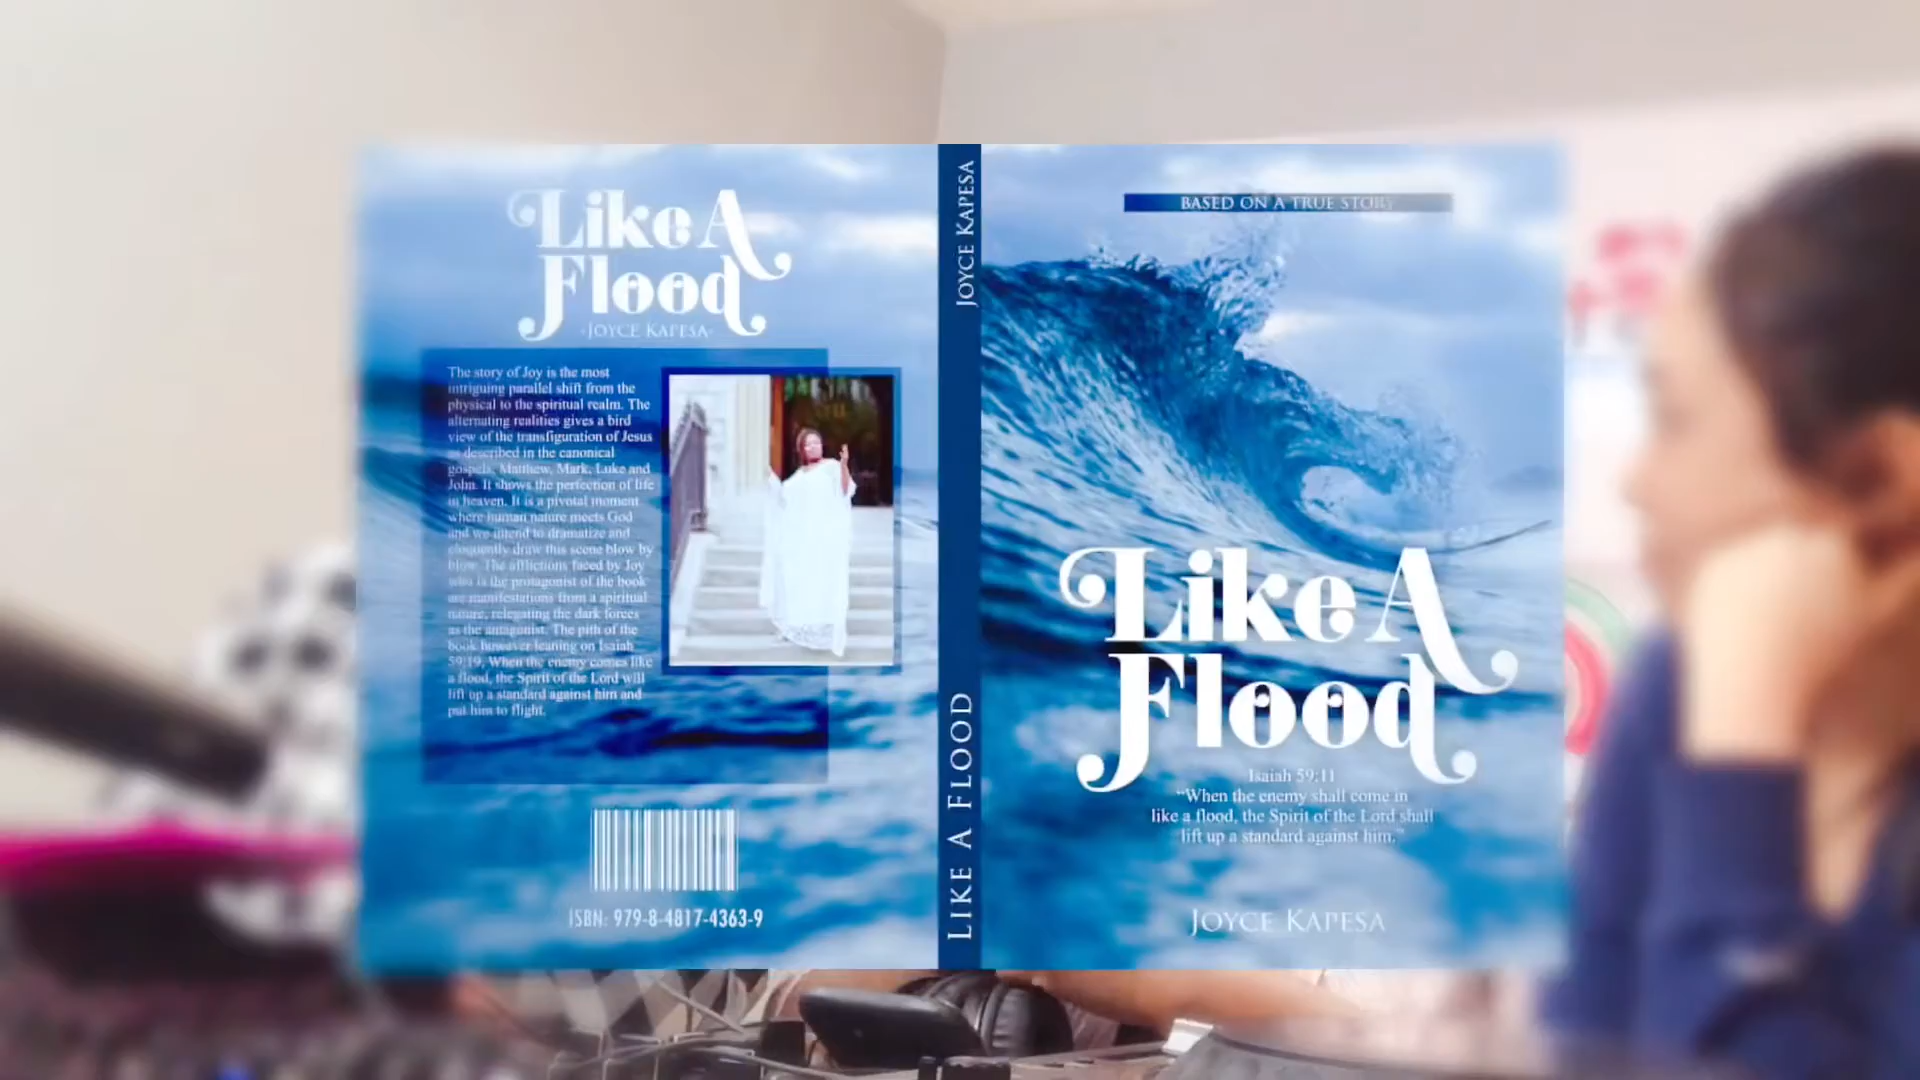 Like A
Flood
-Joyce Kapesa-
The story of Joy is the most
intriguing parallel shift from the
physical to the spiritual realm. The
alternating realities gives a bird
view of the transfiguration of Jesus
as described in the canonical
gospels, Matthew, Mark, Luke and
John. It shows the perfection of life
in heaven. It is a pivotal moment
where human nature meets God
and we intend to dramatize and
eloquently draw this scene blow by
blow. The afflictions faced by Joy
who is the protagonist of the book
are manifestations from a spiritual
nature, relegating the dark forces
as the antagonist. The pith of the
book however leaning on Isaiah
59:19, When the enemy comes like
a flood, the Spirit of the Lord will
lift up a standard against him and
put him to flight.
ISBN: 979-8-4817-4363-9
JOYCE KAPESA
LIKE A FLOOD
BASED ON A TRUE STORY
Like A
Flood
Isaiah 59:11
"When the enemy shall come in
like a flood, the Spirit of the Lord shall
lift up a standard against him."
JOYCE KAPESA